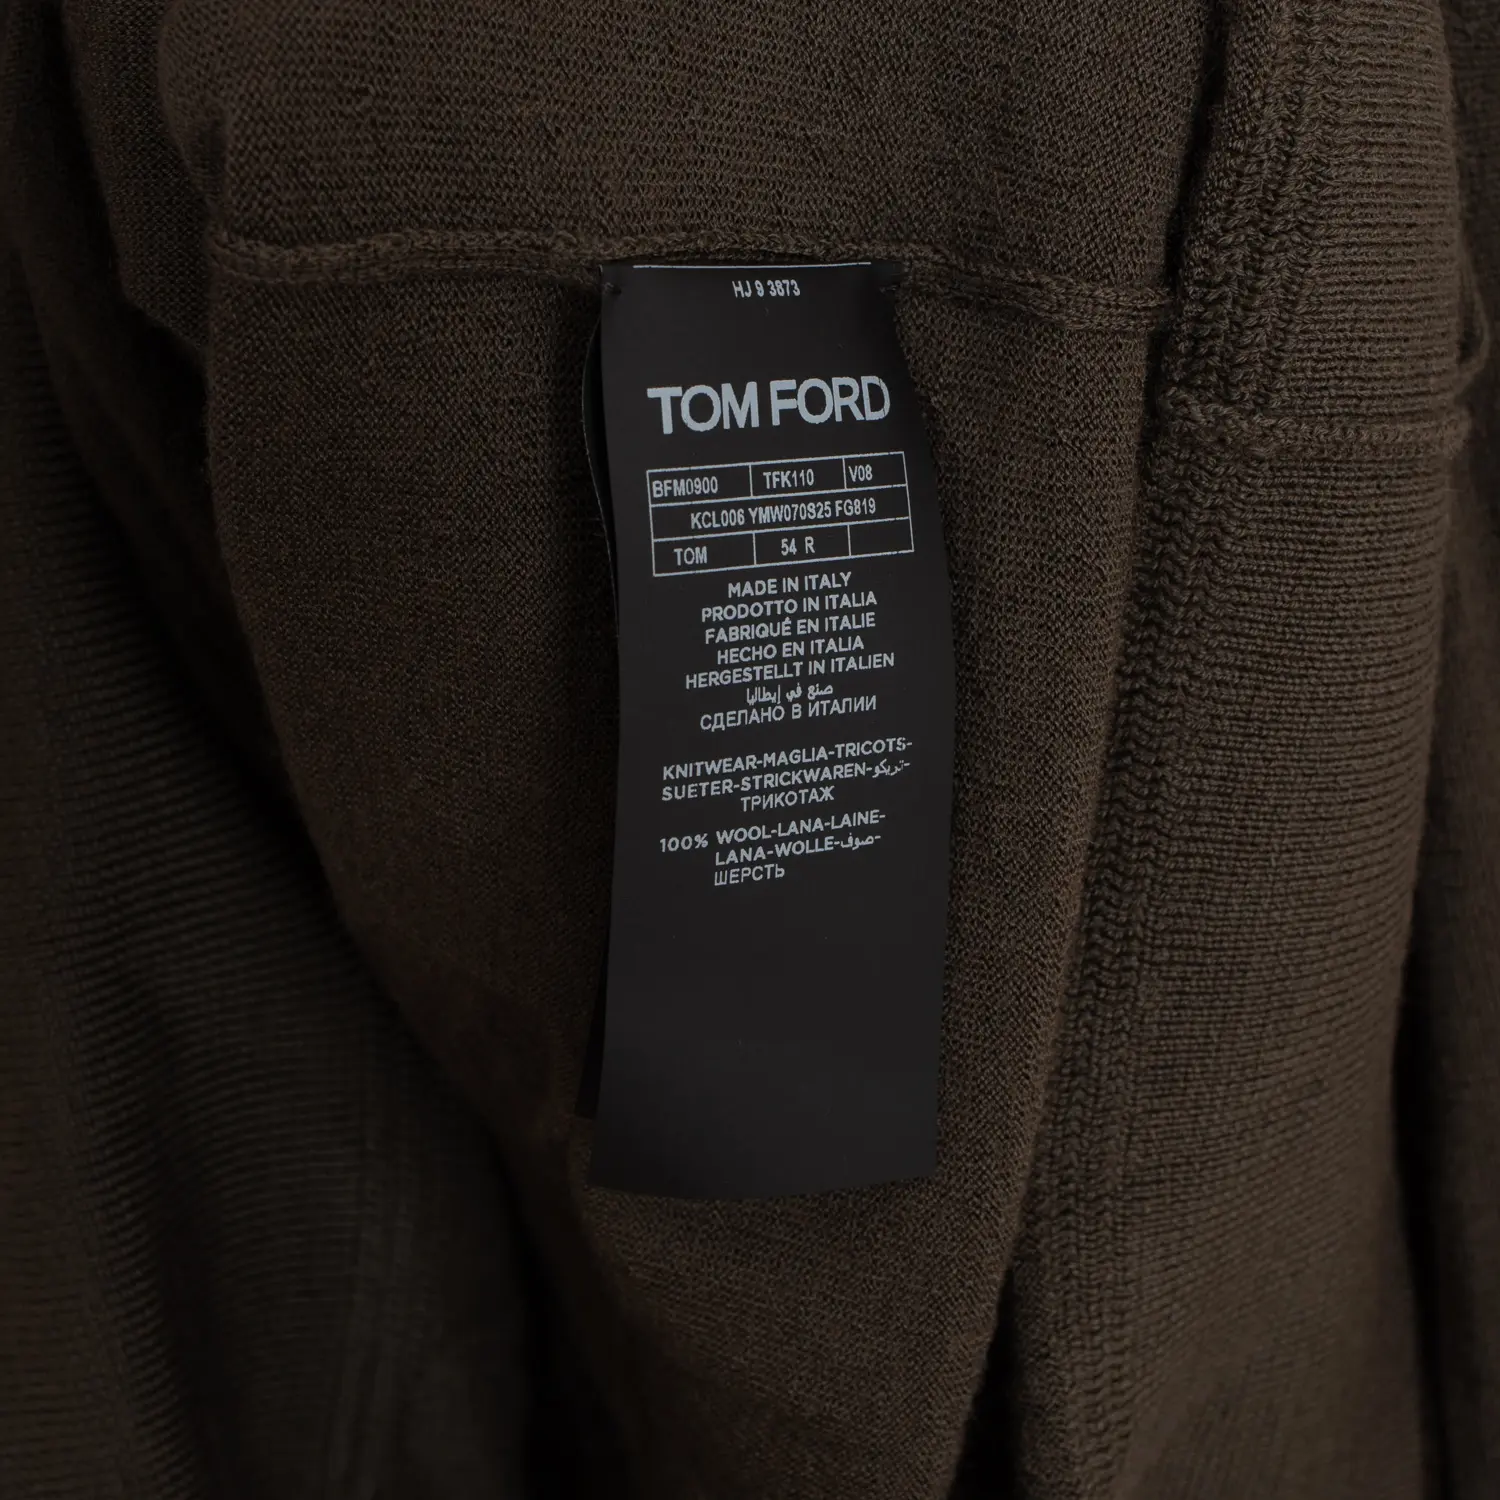 HJ 9 3873
TOM FORD
BFM0900 TFK110 V08
KCL006 YMW070S25 FG819
TOM 54 R
MADE IN ITALY
PRODOTTO IN ITALIA
FABRIQUÉ EN ITALIE
HECHO EN ITALIA
HERGESTELLT IN ITALIEN
صنع في إيطاليا
СДЕЛАНО В ИТАЛИИ
KNITWEAR-MAGLIA-TRICOTS-
SUETER-STRICKWAREN-تريكو-
ТРИКОТАЖ
100% WOOL-LANA-LAINE-
LANA-WOLLE-صوف-
ШЕРСТЬ